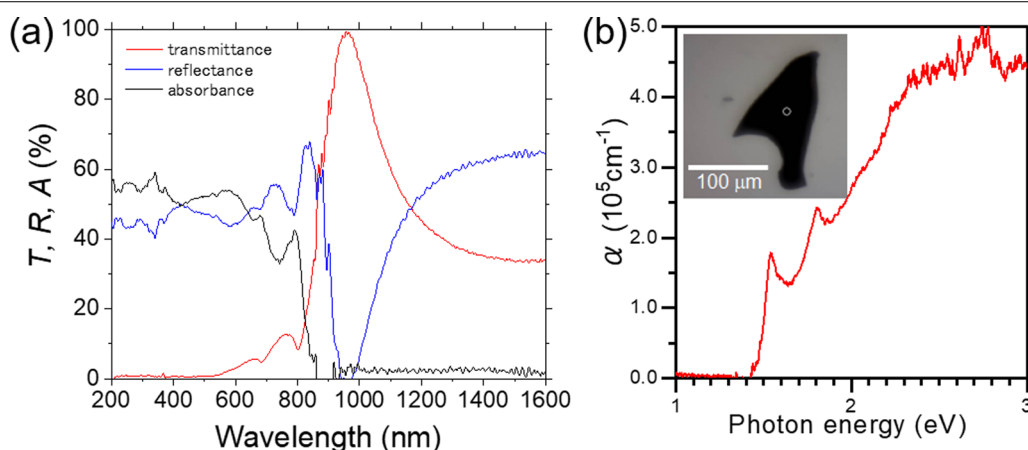 (a)
transmittance
reflectance
absorbance
T, R, A (%)
100
80
60
40
20
0
200 400 600 800 1000 1200 1400 1600
Wavelength (nm)
(b)
α (10⁵cm⁻¹)
5.0
4.0
3.0
2.0
1.0
0.0
100 μm
1 2 3
Photon energy (eV)